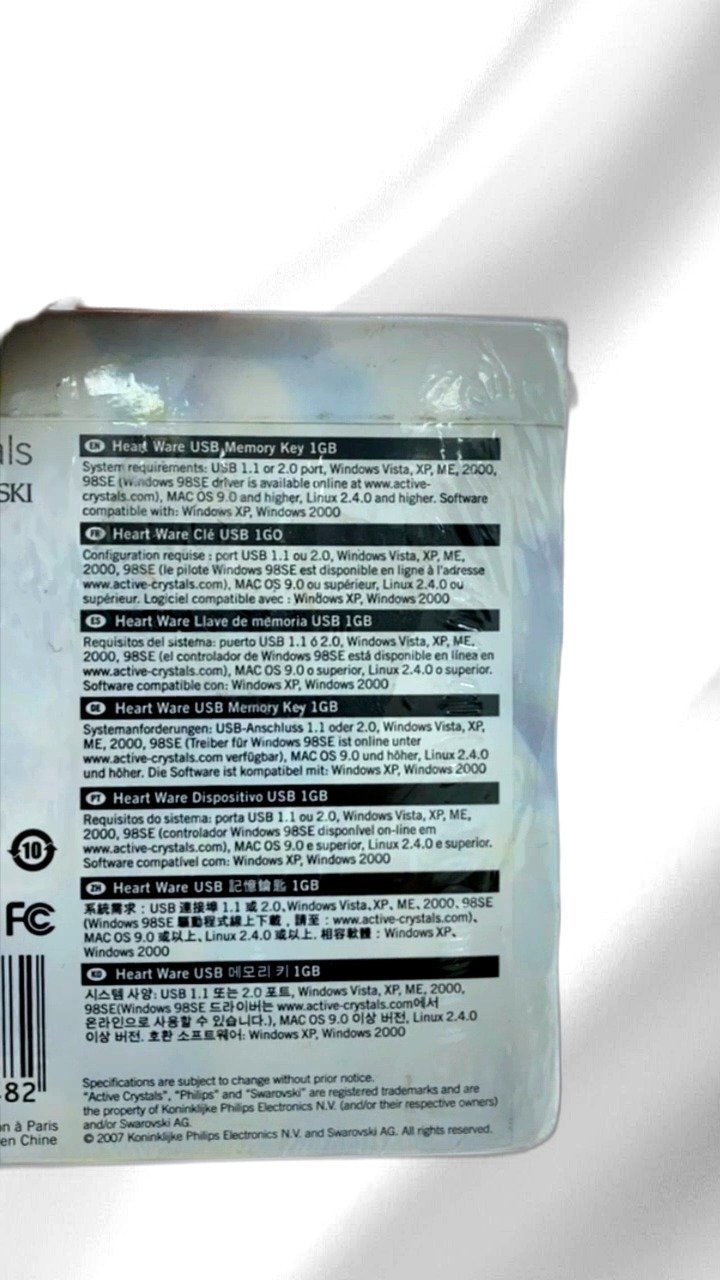 als
SKI
EN Heart Ware USB Memory Key 1GB
System requirements: USB 1.1 or 2.0 port, Windows Vista, XP, ME, 2000,
98SE (Windows 98SE driver is available online at www.active-
crystals.com), MAC OS 9.0 and higher, Linux 2.4.0 and higher. Software
compatible with: Windows XP, Windows 2000
FR Heart Ware Clé USB 1GO
Configuration requise : port USB 1.1 ou 2.0, Windows Vista, XP, ME,
2000, 98SE (le pilote Windows 98SE est disponible en ligne à l'adresse
www.active-crystals.com), MAC OS 9.0 ou supérieur, Linux 2.4.0 ou
supérieur. Logiciel compatible avec : Windows XP, Windows 2000
ES Heart Ware Llave de memoria USB 1GB
Requisitos del sistema: puerto USB 1.1 ó 2.0, Windows Vista, XP, ME,
2000, 98SE (el controlador de Windows 98SE está disponible en línea en
www.active-crystals.com), MAC OS 9.0 o superior, Linux 2.4.0 o superior.
Software compatible con: Windows XP, Windows 2000
DE Heart Ware USB Memory Key 1GB
Systemanforderungen: USB-Anschluss 1.1 oder 2.0, Windows Vista, XP,
ME, 2000, 98SE (Treiber für Windows 98SE ist online unter
www.active-crystals.com verfügbar), MAC OS 9.0 und höher, Linux 2.4.0
und höher. Die Software ist kompatibel mit: Windows XP, Windows 2000
PT Heart Ware Dispositivo USB 1GB
Requisitos do sistema: porta USB 1.1 ou 2.0, Windows Vista, XP, ME,
2000, 98SE (controlador Windows 98SE disponível on-line em
www.active-crystals.com), MAC OS 9.0 e superior, Linux 2.4.0 e superior.
Software compatível com: Windows XP, Windows 2000
10
ZH Heart Ware USB 記憶鑰匙 1GB
系統需求：USB 連接埠 1.1 或 2.0, Windows Vista, XP、ME、2000、98SE
(Windows 98SE 驅動程式線上下載，請至：www.active-crystals.com)、
MAC OS 9.0 或以上、Linux 2.4.0 或以上. 相容軟體：Windows XP、
Windows 2000
FC
KO Heart Ware USB 메모리 키 1GB
시스템 사양: USB 1.1 또는 2.0 포트, Windows Vista, XP, ME, 2000,
98SE(Windows 98SE 드라이버는 www.active-crystals.com에서
온라인으로 사용할 수 있습니다.), MAC OS 9.0 이상 버전, Linux 2.4.0
이상 버전. 호환 소프트웨어: Windows XP, Windows 2000
82
Specifications are subject to change without prior notice.
"Active Crystals", "Philips" and "Swarovski" are registered trademarks and are
the property of Koninklijke Philips Electronics N.V. (and/or their respective owners)
and/or Swarovski AG.
© 2007 Koninklijke Philips Electronics N.V. and Swarovski AG. All rights reserved.
n à Paris
en Chine